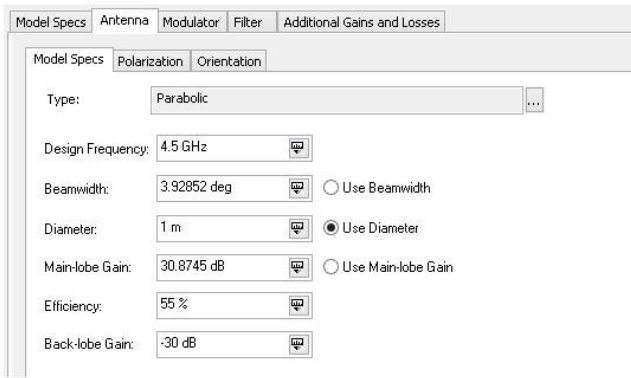 Model Specs Antenna Modulator Filter Additional Gains and Losses
Model Specs Polarization Orientation
Type: Parabolic ...
Design Frequency: 4.5 GHz
Beamwidth: 3.92852 deg Use Beamwidth
Diameter: 1 m Use Diameter
Main-lobe Gain: 30.8745 dB Use Main-lobe Gain
Efficiency: 55 %
Back-lobe Gain: -30 dB